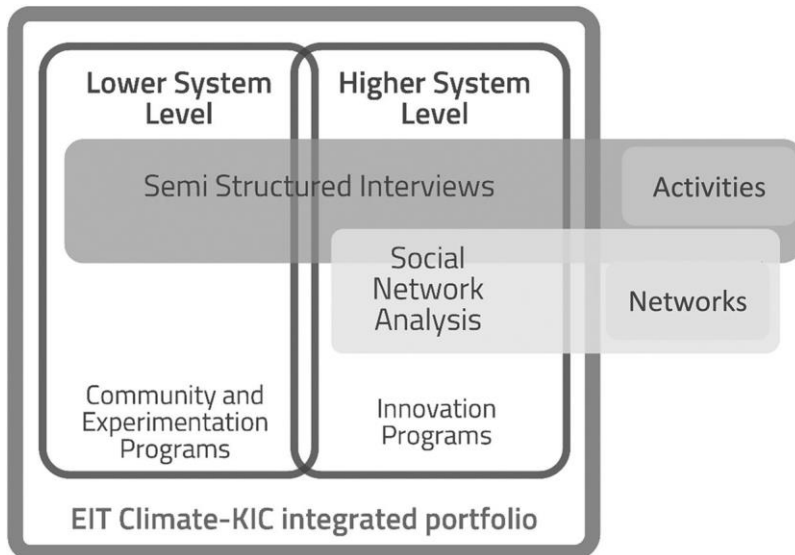 Lower System
Level
Higher System
Level
Semi Structured Interviews
Activities
Social
Network
Analysis
Networks
Community and
Experimentation
Programs
Innovation
Programs
EIT Climate-KIC integrated portfolio